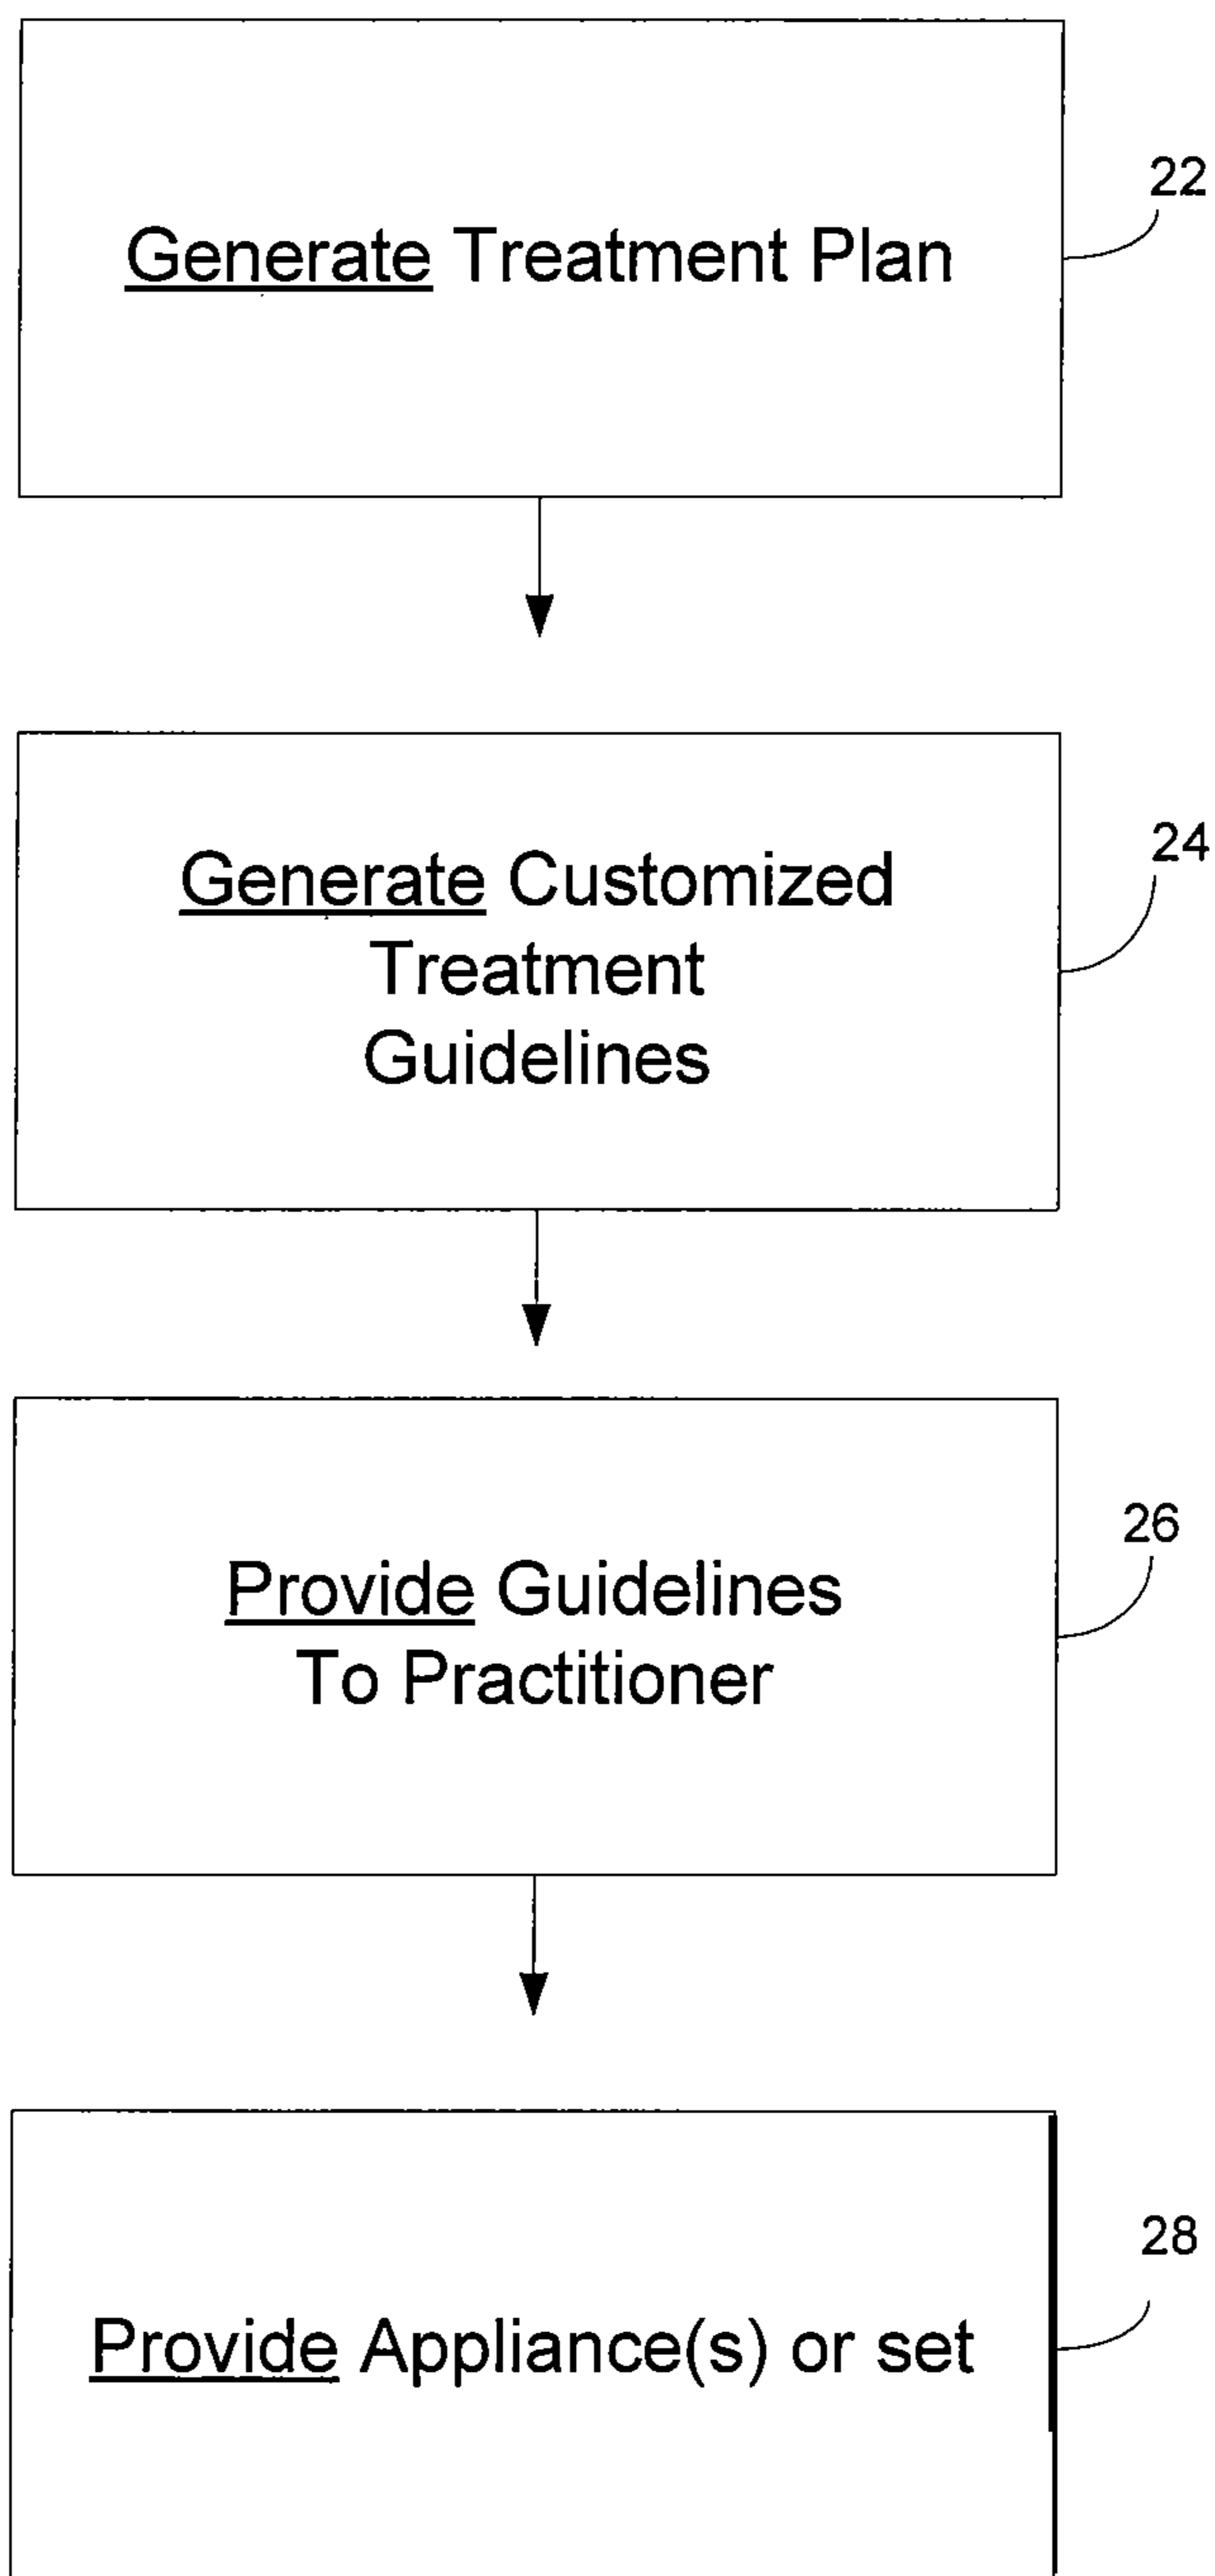 Generate Treatment Plan
22
Generate Customized
Treatment
Guidelines
24
Provide Guidelines
To Practitioner
26
Provide Appliance(s) or set
28